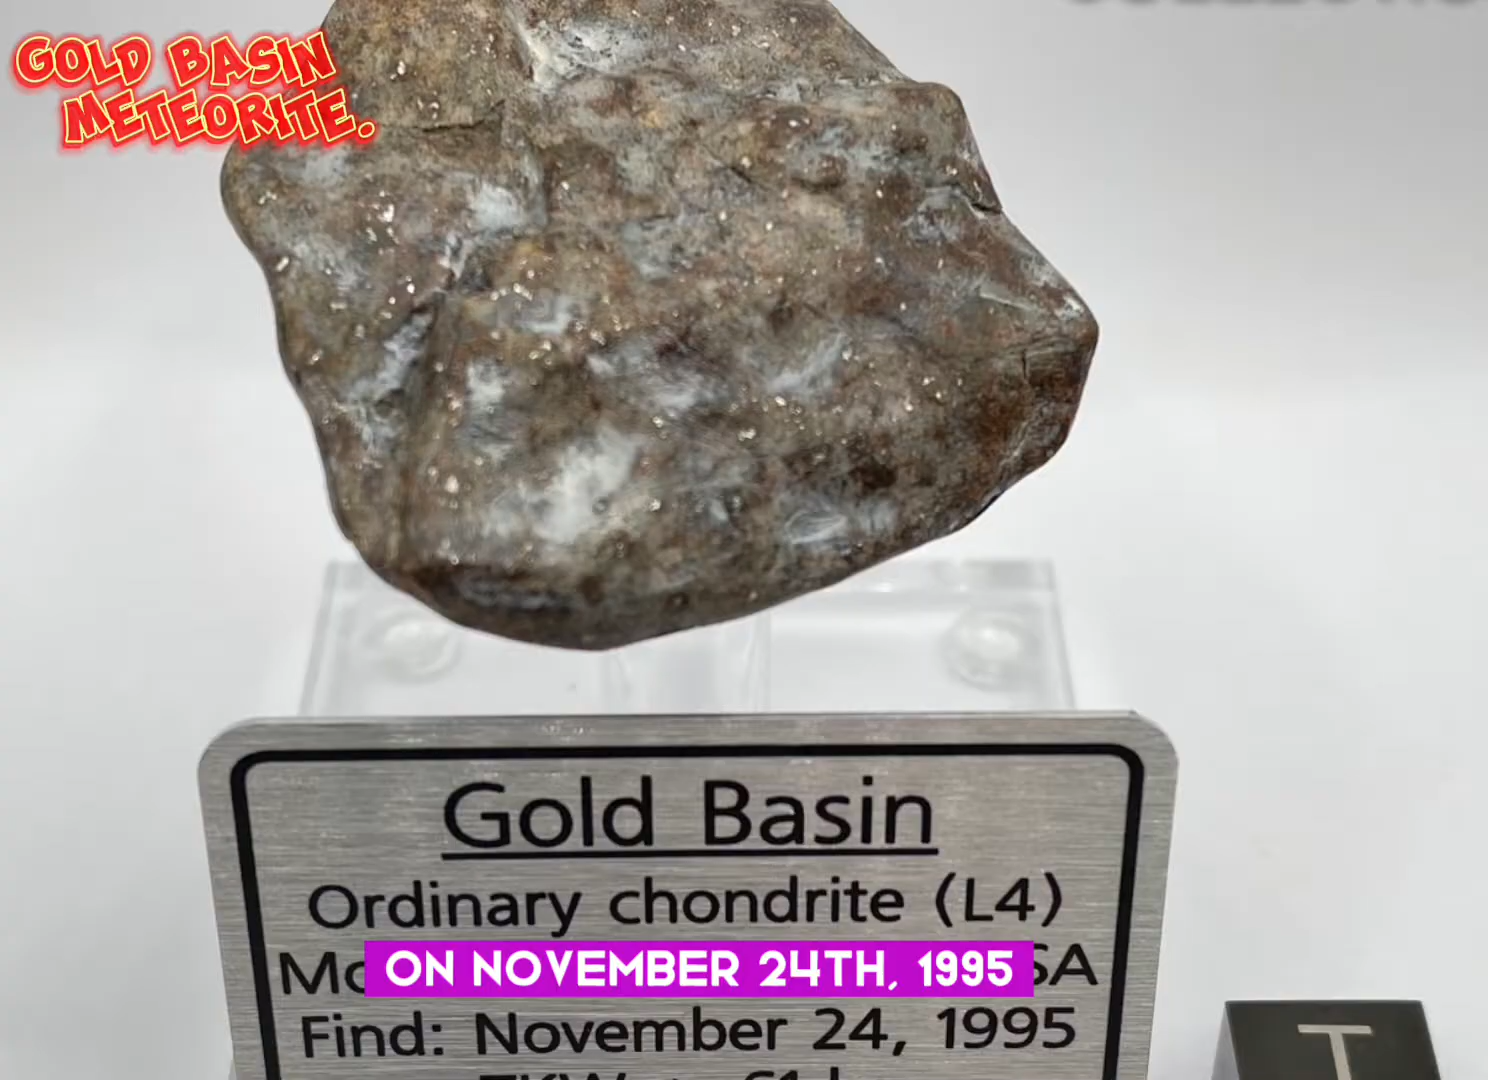 GOLD BASIN
METEORITE.
Gold Basin
Ordinary chondrite (L4)
ON NOVEMBER 24TH, 1995
Find: November 24, 1995
T